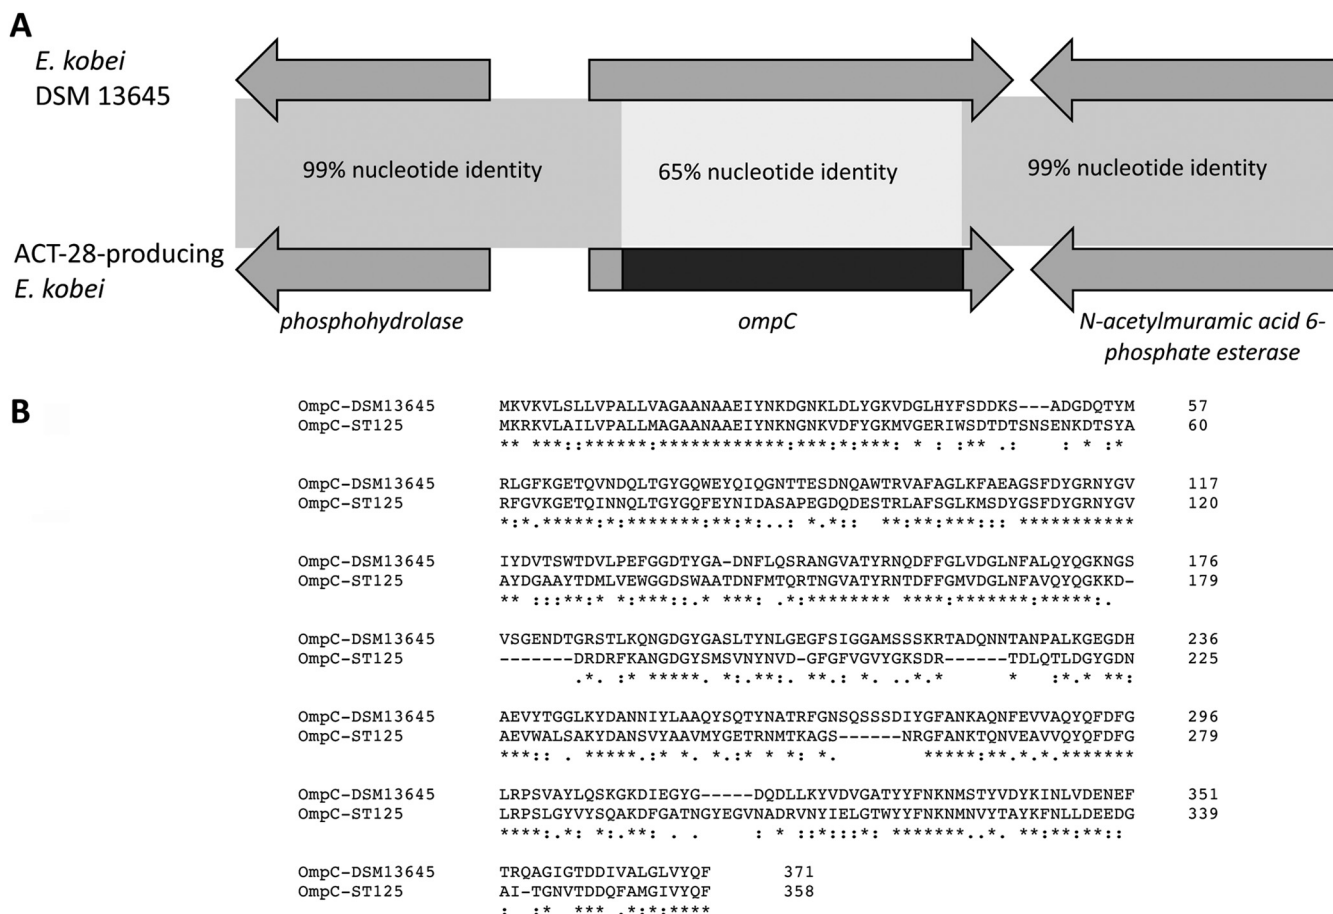 A
E. kobei
DSM 13645
99% nucleotide identity
65% nucleotide identity
99% nucleotide identity
ACT-28-producing
E. kobei
phosphohydrolase
ompC
N-acetylmuramic acid 6-
phosphate esterase
B
OmpC-DSM13645 MKVKVLSLLVPALLVAGAANAAEIYNKDGNKLDLYGKVDGLHYFSDDKS---ADGDQTYM 57
OmpC-ST125 MKRKVLAILVPALLMAGAANAAEIYNKNGNKVDFYGKMVGERIWSDTDTSNSENKDTSYA 60
** ***::******:************:***:*:***: * : ** .: : *:*
OmpC-DSM13645 RLGFKGETQVNDQLTGYGQWEYQIQGNTTESDNQAWTRVAFAGLKFAEAGSFDYGRNYGV 117
OmpC-ST125 RFGVKGETQINNQLTGYGQFEYNIDASAPEGDQDESTRLAFSGLKMSDYGSFDYGRNYGV 120
*:*.*****:*:*******:**:*:..: *.*:: **:**:***::: ***********
OmpC-DSM13645 IYDVTSWTDVLPEFGGDTYGA-DNFLQSRANGVATYRNQDFFGLVDGLNFALQYQGKNGS 176
OmpC-ST125 AYDGAAYTDMLVEWGGDSWAATDNFMTQRTNGVATYRNTDFFGMVDGLNFAVQYQGKKD- 179
** :::**:* *:***::.* ***: .*:******** ****:*******:*****:.
OmpC-DSM13645 VSGENDTGRSTLKQNGDGYGASLTYNLGEGFSIGGAMSSSKRTADQNNTANPALKGEGDH 236
OmpC-ST125 -------DRDRFKANGDGYSMSVNYNVD-GFGFVGVYGKSDR------TDLQTLDGYGDN 225
.*. :* *****. *:.**:. **.: *. ..*.* * :*.* **:
OmpC-DSM13645 AEVYTGGLKYDANNIYLAAQYSQTYNATRFGNSQSSSDIYGFANKAQNFEVVAQYQFDFG 296
OmpC-ST125 AEVWALSAKYDANSVYAAVMYGETRNMTKAGS------NRGFANKTQNVEAVVQYQFDFG 279
***:: . *****.:* *. *.:* * *: *. *****:**.*.*.*******
OmpC-DSM13645 LRPSVAYLQSKGKDIEGYG-----DQDLLKYVDVGATYYFNKNMSTYVDYKINLVDENEF 351
OmpC-ST125 LRPSLGYVYSQAKDFGATNGYEGVNADRVNYIELGTWYYFNKNMNVYTAYKFNLLDEEDG 339
****:.*: *:.**: . . : * ::*:::*: *******..*. **:**:**::
OmpC-DSM13645 TRQAGIGTDDIVALGLVYQF 371
OmpC-ST125 AI-TGNVTDDQFAMGIVYQF 358
: :* *** .*:*:****